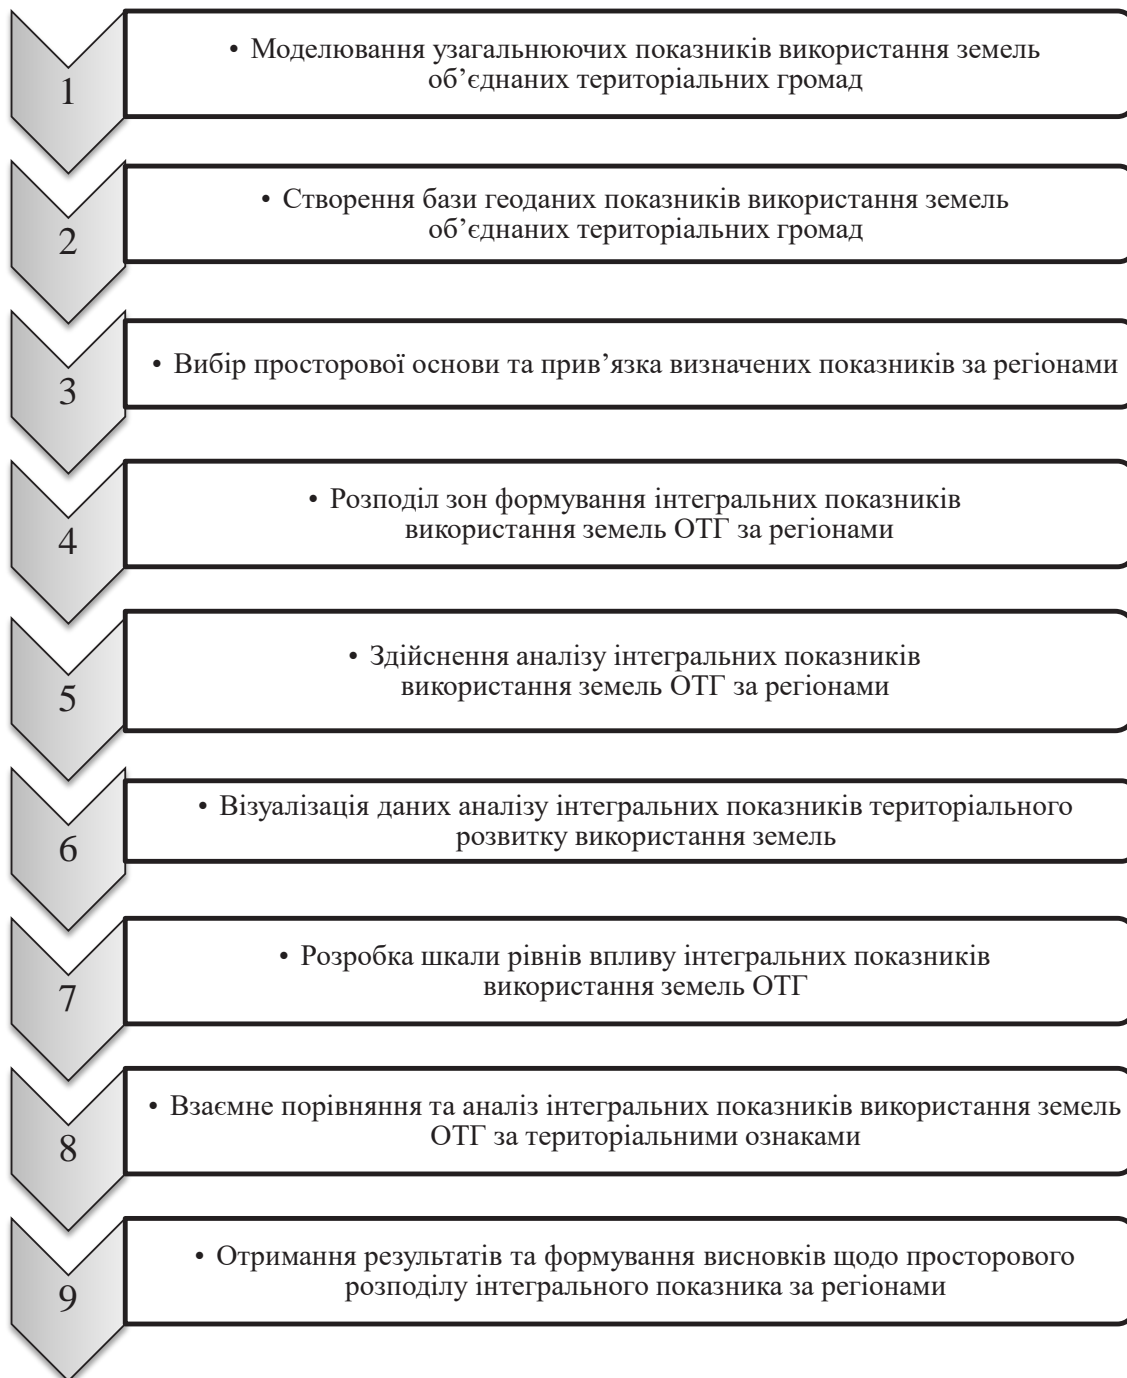 1
• Моделювання узагальнюючих показників використання земель
об’єднаних територіальних громад
2
• Створення бази геоданих показників використання земель
об’єднаних територіальних громад
3
• Вибір просторової основи та прив’язка визначених показників за регіонами
4
• Розподіл зон формування інтегральних показників
використання земель ОТГ за регіонами
5
• Здійснення аналізу інтегральних показників
використання земель ОТГ за регіонами
6
• Візуалізація даних аналізу інтегральних показників територіального
розвитку використання земель
7
• Розробка шкали рівнів впливу інтегральних показників
використання земель ОТГ
8
• Взаємне порівняння та аналіз інтегральних показників використання земель
ОТГ за територіальними ознаками
9
• Отримання результатів та формування висновків щодо просторового
розподілу інтегрального показника за регіонами